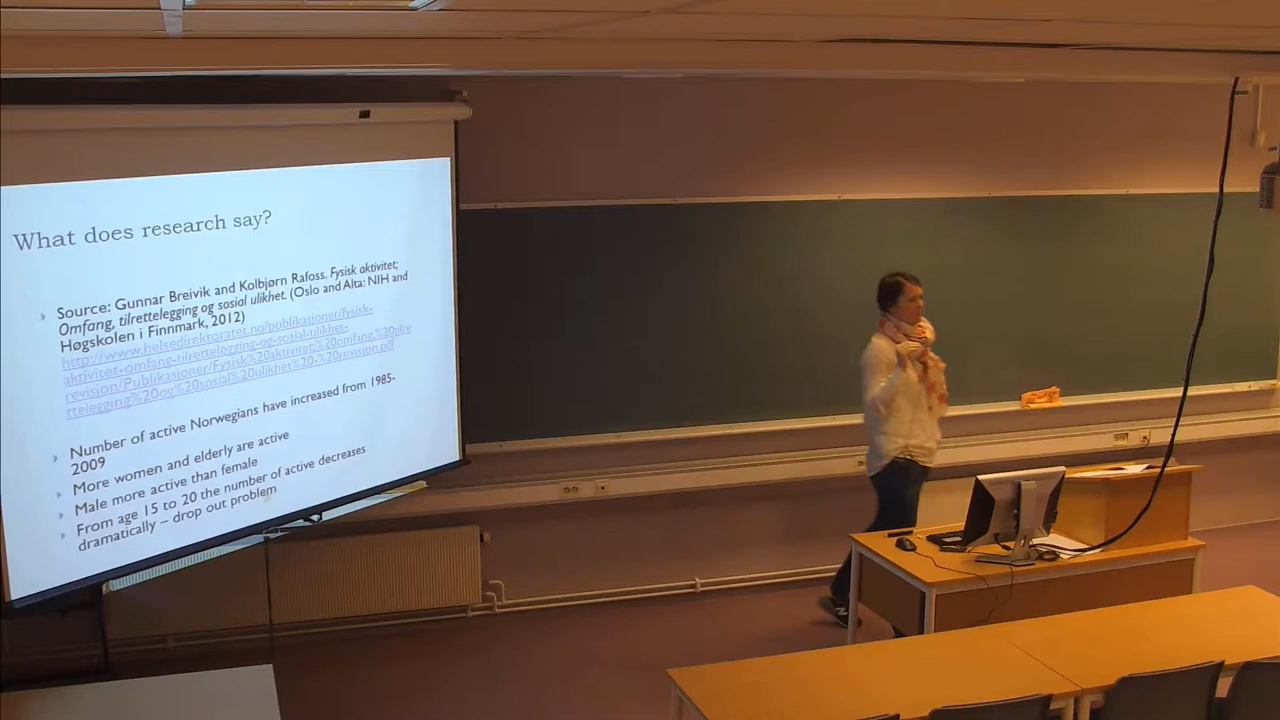 What does research say?
Source: Gunnar Breivik and Kolbjørn Rafoss. Fysisk aktivitet;
Omfang, tilrettelegging og sosial ulikhet. (Oslo and Alta: NIH and
Høgskolen i Finnmark, 2012)
http://www.helsedirektoratet.no/publikasjoner/fysisk-
aktivitet-omfang-tilrettelegging-og-sosial-ulikhet-
revisjon/Publikasjoner/Fysisk%20aktivitet;%20omfang,%20tilre
ttelegging%20og%20sosial%20ulikhet%20-%20revisjon.pdf
Number of active Norwegians have increased from 1985-
2009
More women and elderly are active
Male more active than female
From age 15 to 20 the number of active decreases
dramatically – drop out problem